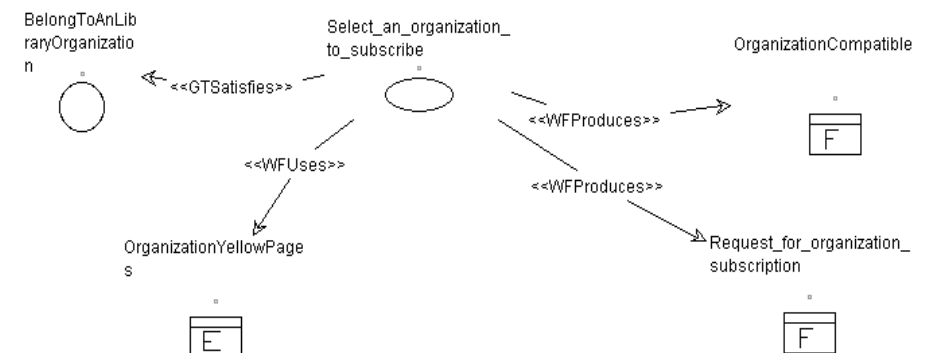 BelongToAnLib
raryOrganizatio
n
Select_an_organization_
to_subscribe
OrganizationCompatible
<<GTSatisfies>>
<<WFProduces>>
F
<<WFUses>>
<<WFProduces>>
OrganizationYellowPage
s
Request_for_organization_
subscription
E
F